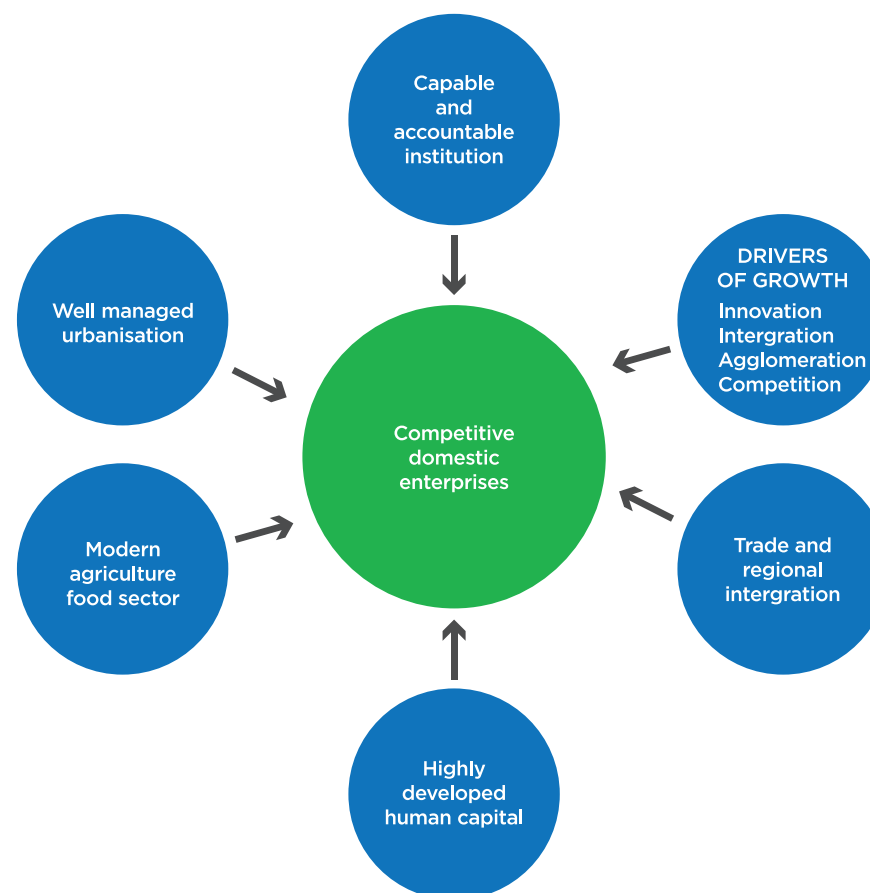 Capable
and
accountable
institution
DRIVERS
OF GROWTH
Innovation
Intergration
Agglomeration
Competition
Well managed
urbanisation
Competitive
domestic
enterprises
Modern
agriculture
food sector
Trade and
regional
intergration
Highly
developed
human capital